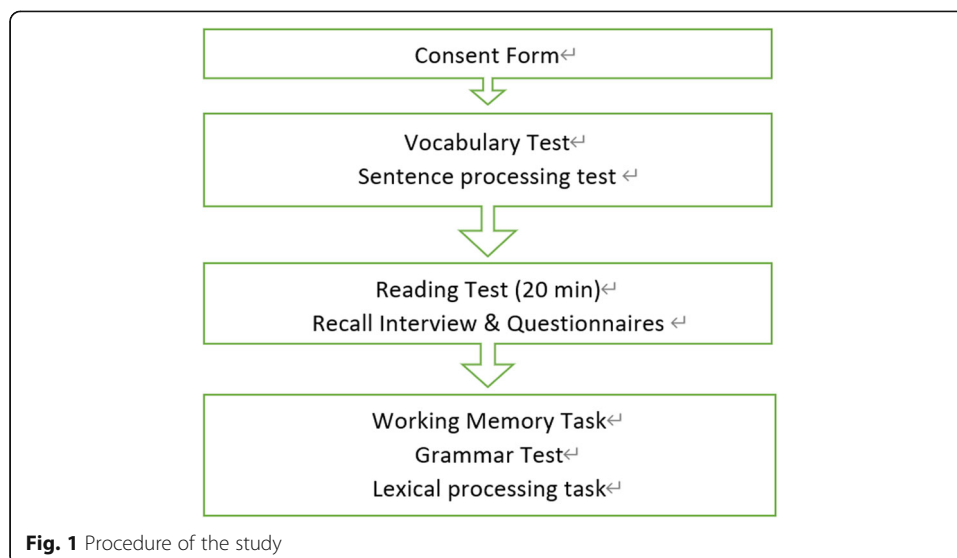 Consent Form↵
Vocabulary Test↵
Sentence processing test ↵
Reading Test (20 min)↵
Recall Interview & Questionnaires ↵
Working Memory Task↵
Grammar Test↵
Lexical processing task↵
Fig. 1 Procedure of the study